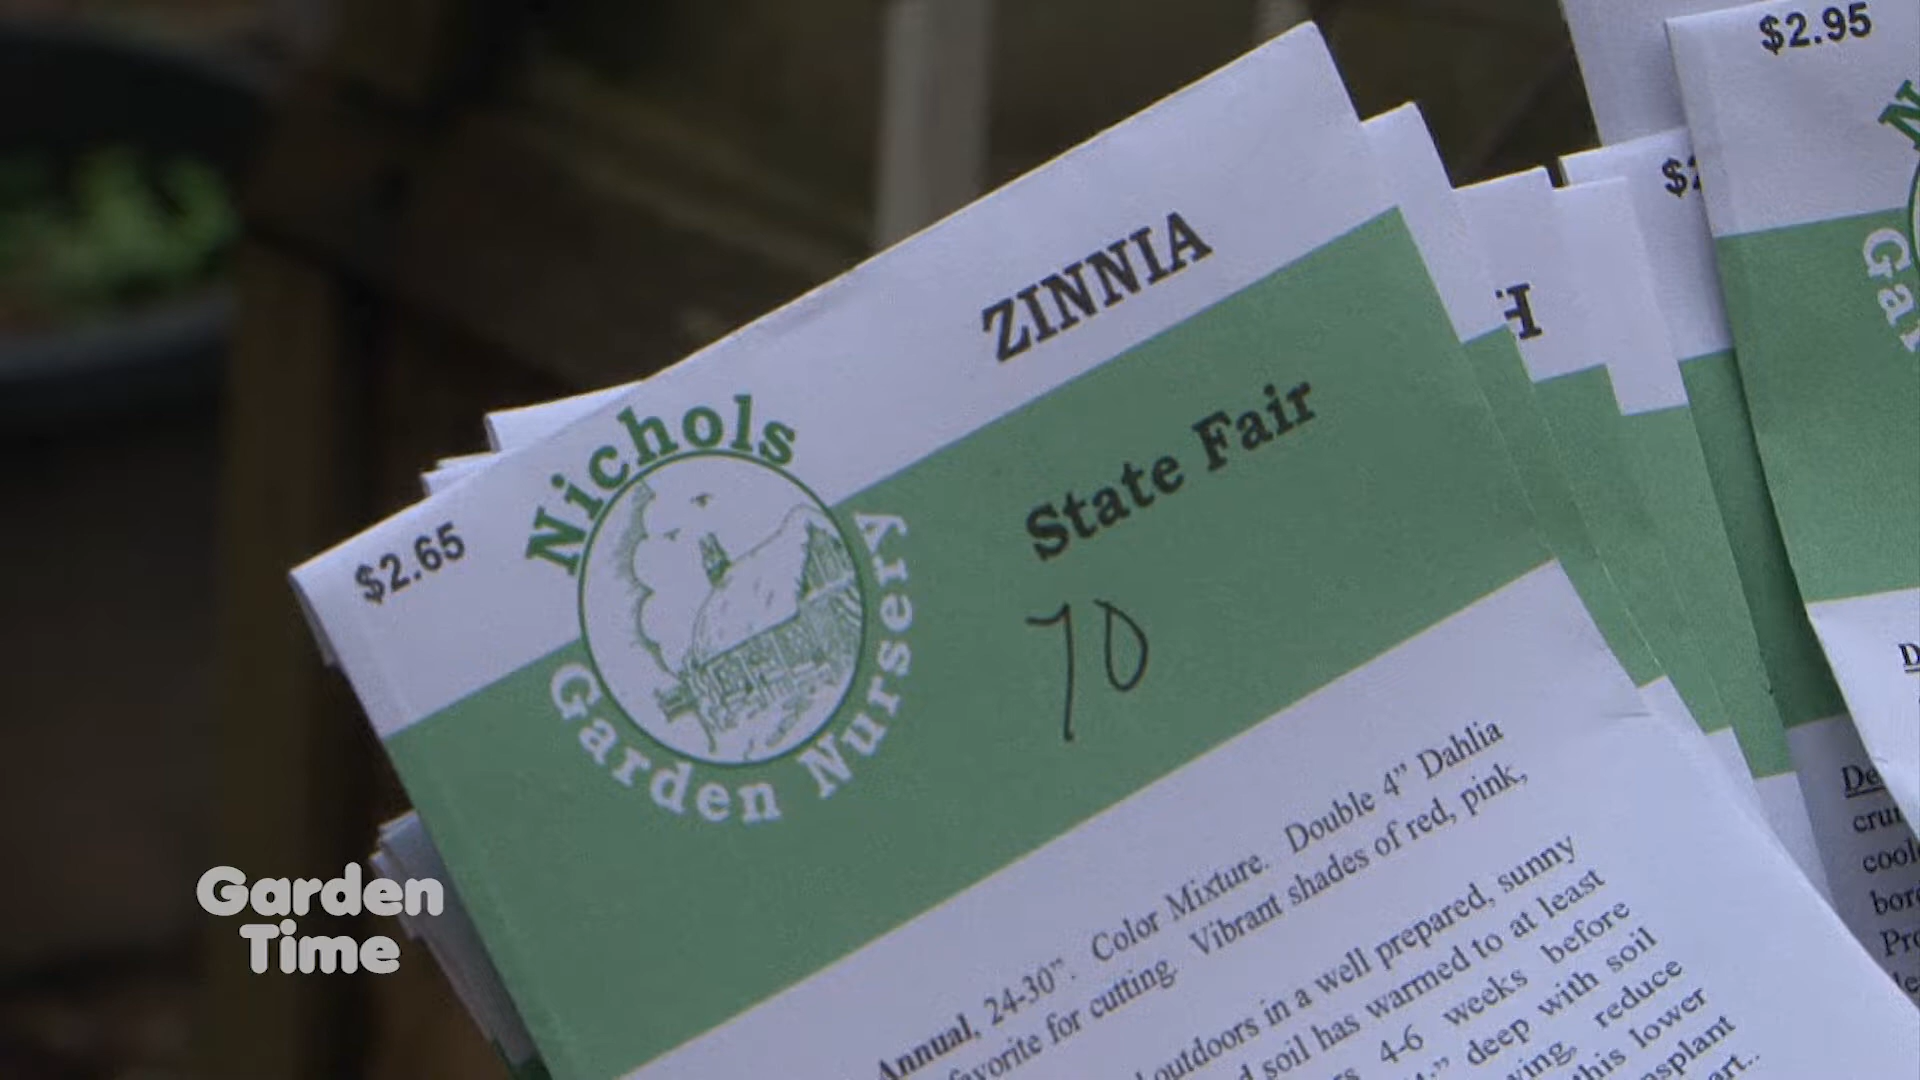 $2.65
Nichols
Garden Nursery
ZINNIA
State Fair
70
Annual, 24-30”. Color Mixture. Double 4” Dahlia
favorite for cutting. Vibrant shades of red, pink,
outdoors in a well prepared, sunny
soil has warmed to at least
4-6 weeks before
deep with soil
reduce
this lower
$2.95
Garden
Time